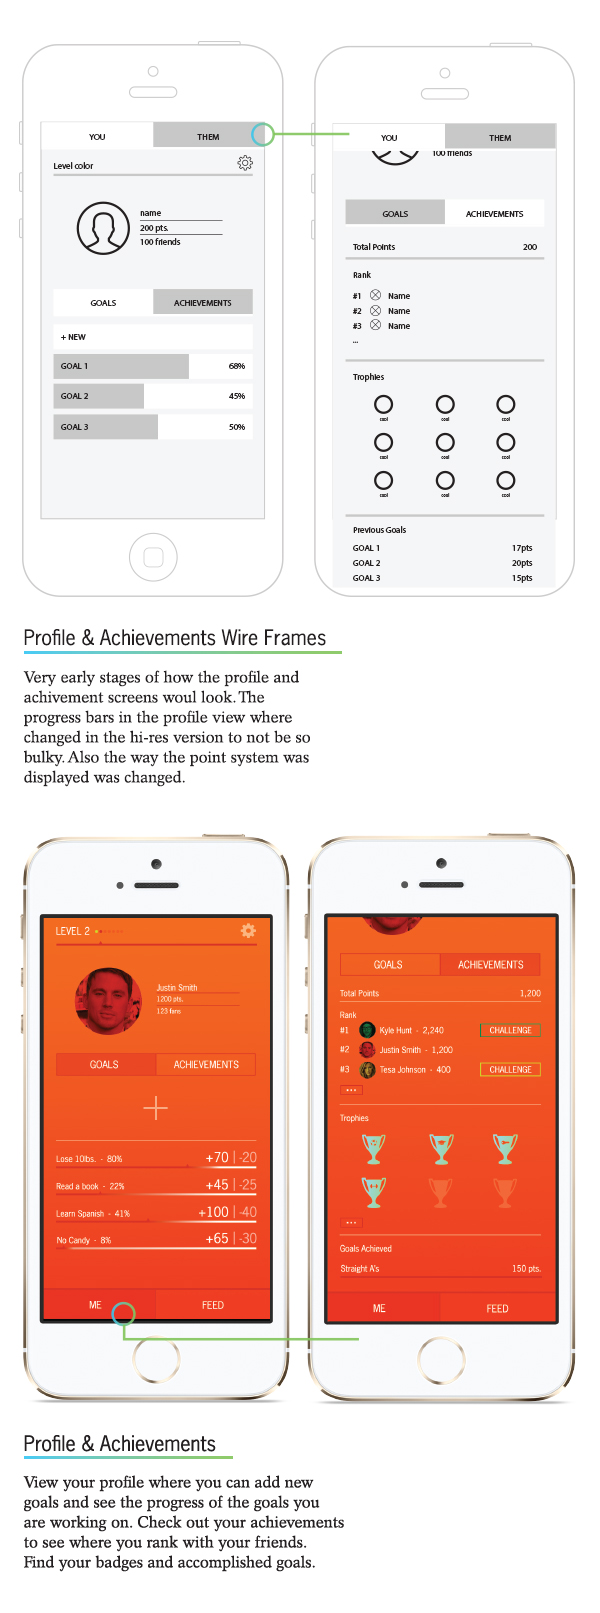 YOU THEM
Level color
name
200 pts.
100 friends
GOALS ACHIEVEMENTS
+ NEW
GOAL 1 68%
GOAL 2 45%
GOAL 3 50%
YOU THEM
100 friends
GOALS ACHIEVEMENTS
Total Points 200
Rank
#1 Name
#2 Name
#3 Name
...
Trophies
cool cool cool
cool cool cool
cool cool cool
Previous Goals
GOAL 1 17pts
GOAL 2 20pts
GOAL 3 15pts
Profile & Achievements Wire Frames
Very early stages of how the profile and
achivement screens woul look. The
progress bars in the profile view where
changed in the hi-res version to not be so
bulky. Also the way the point system was
displayed was changed.
LEVEL 2
Justin Smith
1200 pts.
123 fans
GOALS ACHIEVEMENTS
+
Lose 10lbs. - 80% +70 | -20
Read a book - 22% +45 | -25
Learn Spanish - 41% +100 | -40
No Candy - 8% +65 | -30
ME FEED
GOALS ACHIEVEMENTS
Total Points 1,200
Rank
#1 Kyle Hunt - 2,240 CHALLENGE
#2 Justin Smith - 1,200
#3 Tesa Johnson - 400 CHALLENGE
...
Trophies
...
Goals Achieved
Straight A's 150 pts.
ME FEED
Profile & Achievements
View your profile where you can add new
goals and see the progress of the goals you
are working on. Check out your achievements
to see where you rank with your friends.
Find your badges and accomplished goals.